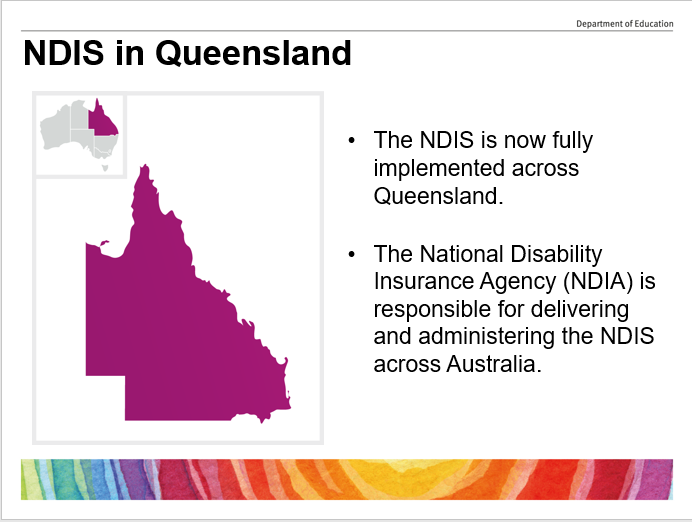 Department of Education
NDIS in Queensland
• The NDIS is now fully
implemented across
Queensland.
• The National Disability
Insurance Agency (NDIA) is
responsible for delivering
and administering the NDIS
across Australia.